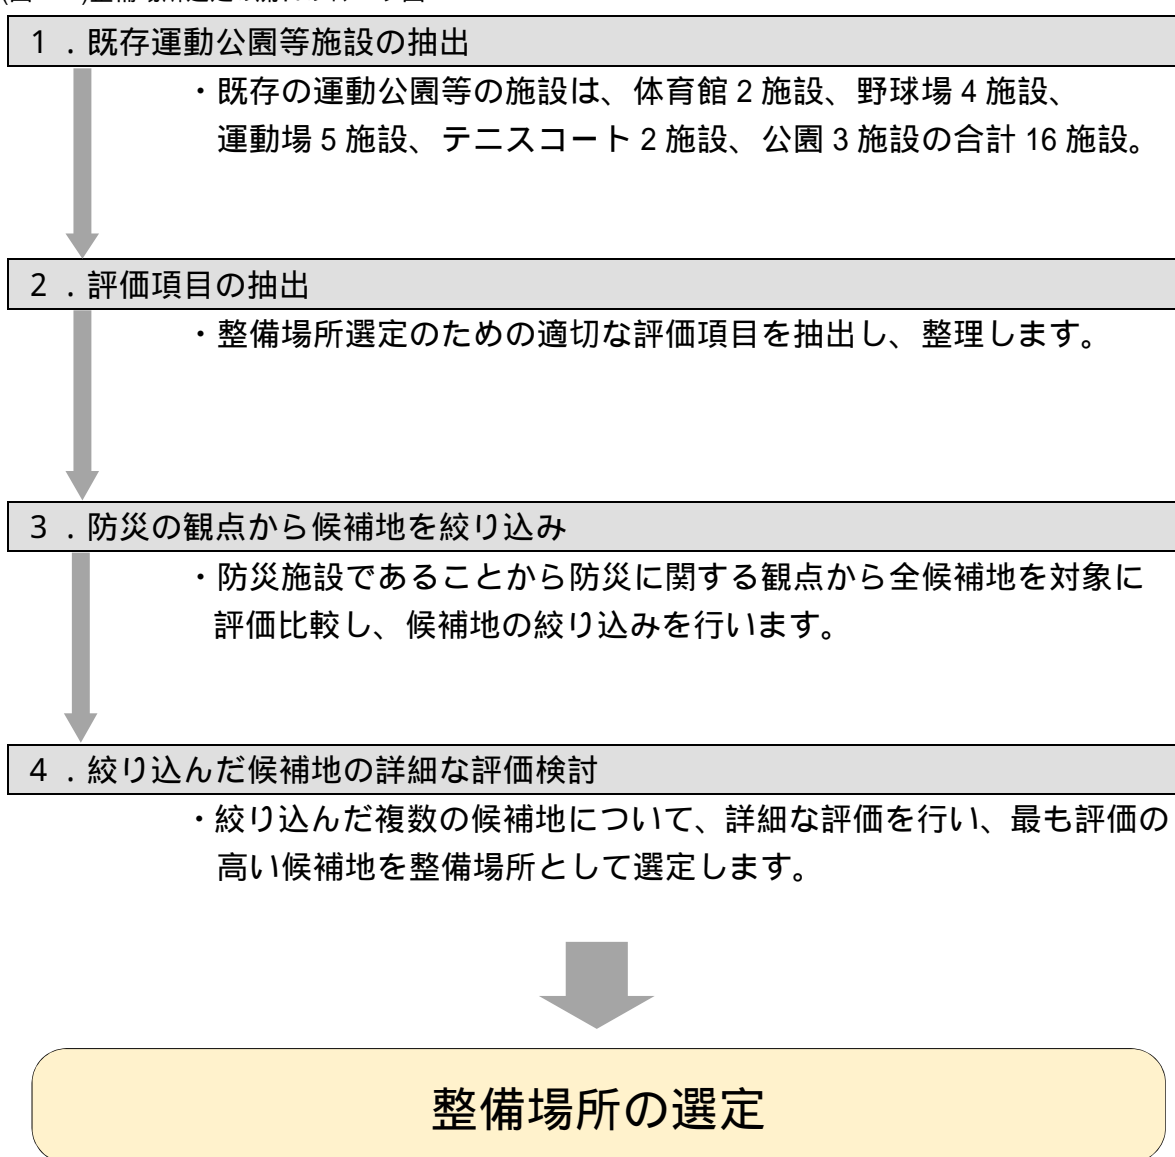 １．既存運動公園等施設の抽出
・既存の運動公園等の施設は、体育館２施設、野球場４施設、
運動場５施設、テニスコート２施設、公園３施設の合計 16 施設。
２．評価項目の抽出
・整備場所選定のための適切な評価項目を抽出し、整理します。
３．防災の観点から候補地を絞り込み
・防災施設であることから防災に関する観点から全候補地を対象に
評価比較し、候補地の絞り込みを行います。
４．絞り込んだ候補地の詳細な評価検討
・絞り込んだ複数の候補地について、詳細な評価を行い、最も評価の
高い候補地を整備場所として選定します。
整備場所の選定